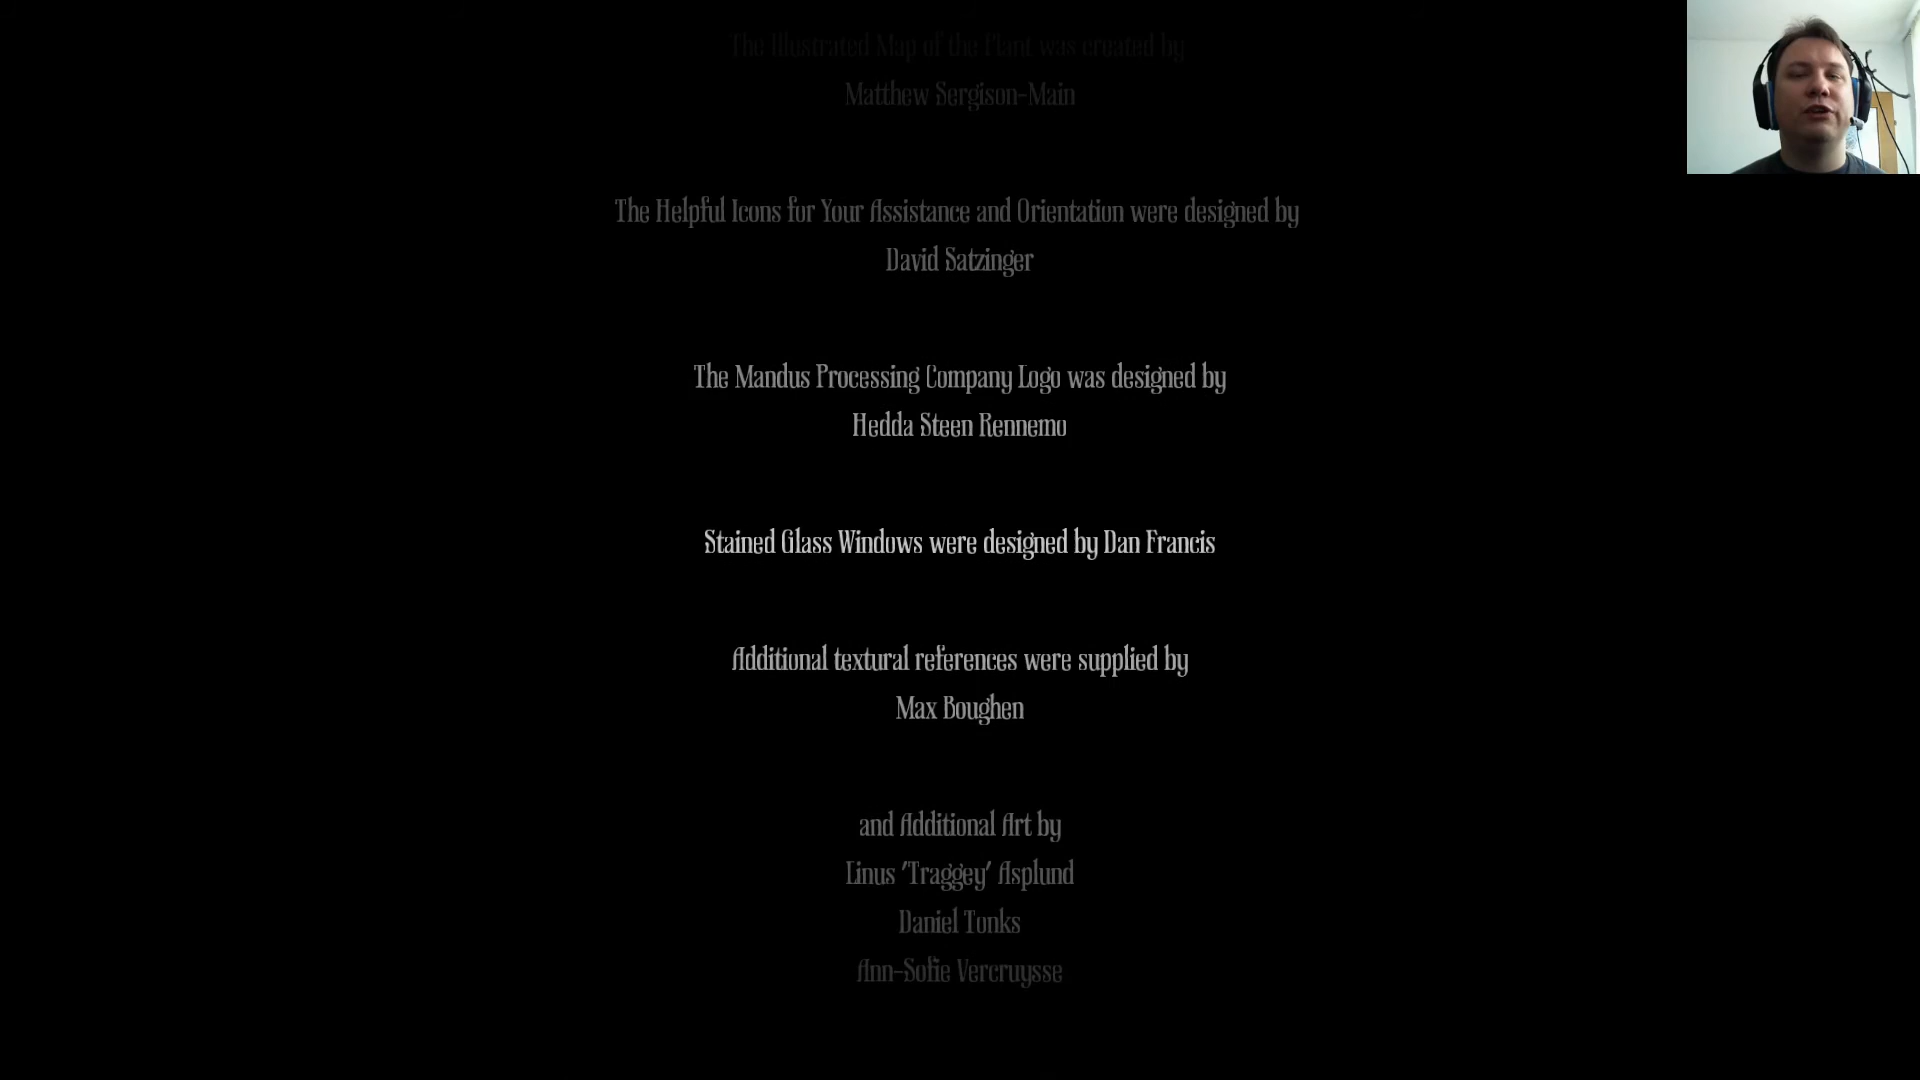 The Illustrated Map of the Plant was created by
Matthew Sergison-Main
The Helpful Icons for Your Assistance and Orientation were designed by
David Satzinger
The Mandus Processing Company Logo was designed by
Hedda Steen Rennemo
Stained Glass Windows were designed by Dan Francis
Additional textural references were supplied by
Max Boughen
and Additional Art by
Linus 'Traggey' Asplund
Daniel Tonks
Ann-Sofie Vercruysse